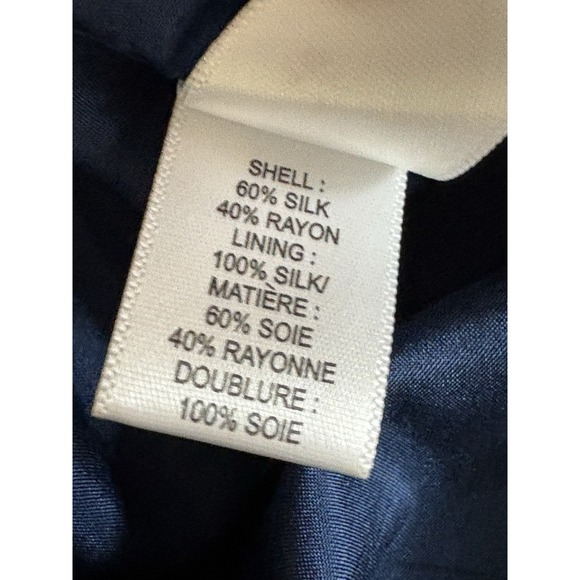 SHELL :
60% SILK
40% RAYON
LINING :
100% SILK/
MATIÈRE :
60% SOIE
40% RAYONNE
DOUBLURE :
100% SOIE